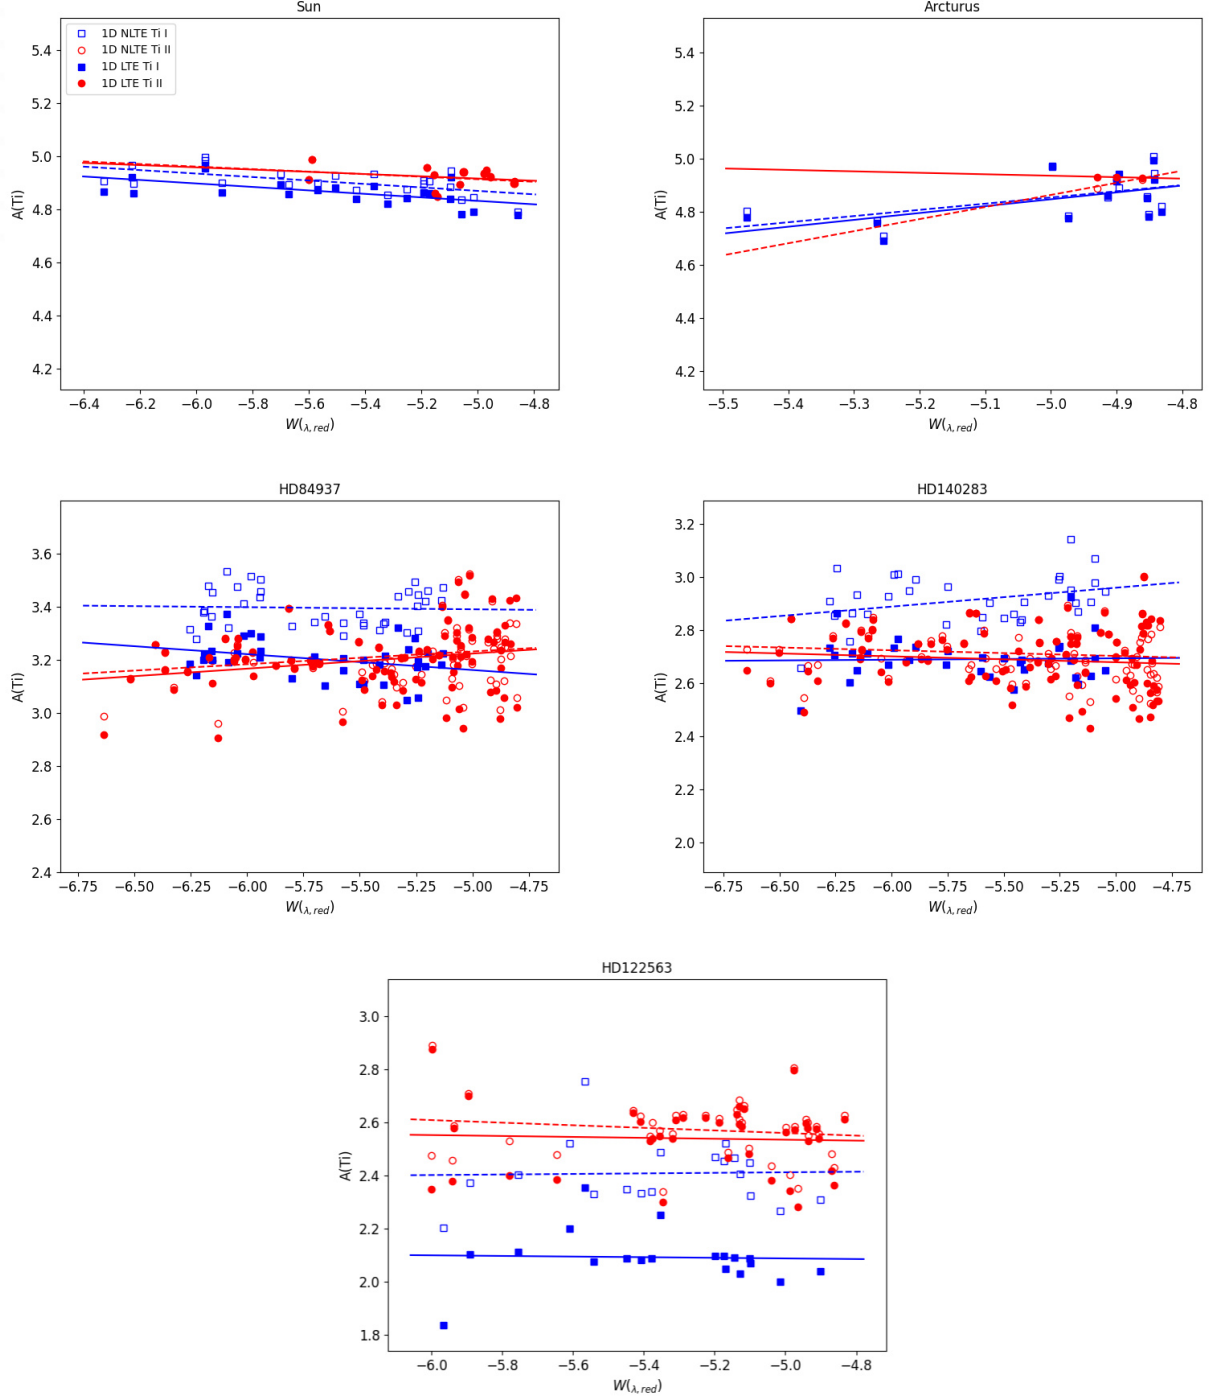 Sun
5.4
5.2
5.0
4.8
4.6
4.4
4.2
A(Ti)
1D NLTE Ti I
1D NLTE Ti II
1D LTE Ti I
1D LTE Ti II
−6.4 −6.2 −6.0 −5.8 −5.6 −5.4 −5.2 −5.0 −4.8
W(λ, red)
Arcturus
5.4
5.2
5.0
4.8
4.6
4.4
4.2
A(Ti)
−5.5 −5.4 −5.3 −5.2 −5.1 −5.0 −4.9 −4.8
W(λ, red)
HD84937
3.6
3.4
3.2
3.0
2.8
2.6
2.4
A(Ti)
−6.75 −6.50 −6.25 −6.00 −5.75 −5.50 −5.25 −5.00 −4.75
W(λ, red)
HD140283
3.2
3.0
2.8
2.6
2.4
2.2
2.0
A(Ti)
−6.75 −6.50 −6.25 −6.00 −5.75 −5.50 −5.25 −5.00 −4.75
W(λ, red)
HD122563
3.0
2.8
2.6
2.4
2.2
2.0
1.8
A(Ti)
−6.0 −5.8 −5.6 −5.4 −5.2 −5.0 −4.8
W(λ, red)